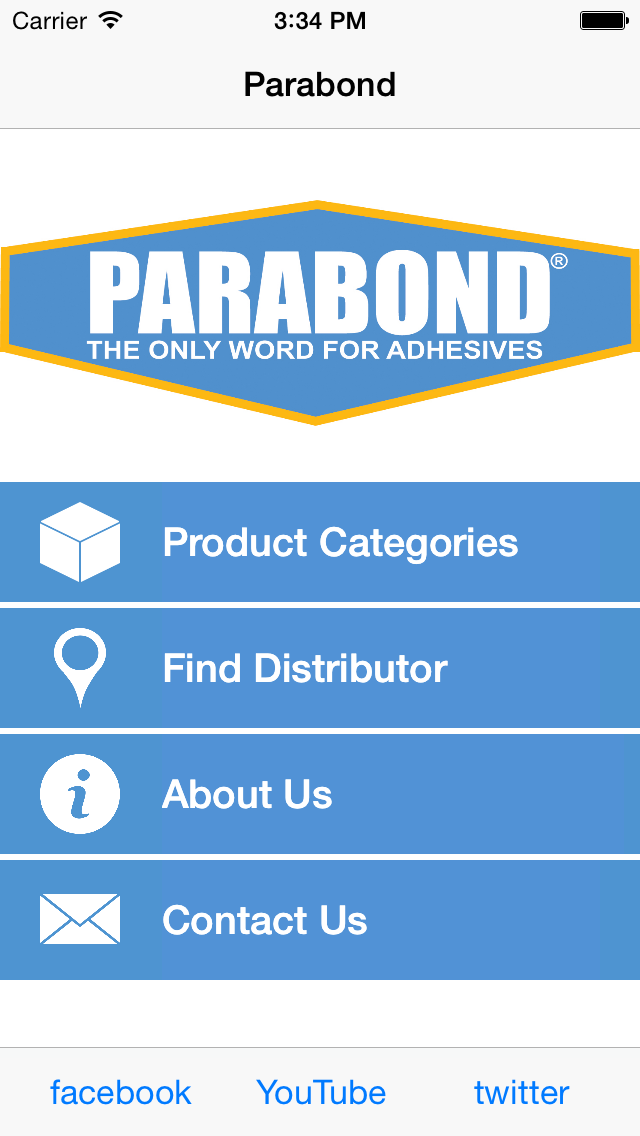 Carrier 3:34 PM
Parabond
PARABOND®
THE ONLY WORD FOR ADHESIVES
Product Categories
Find Distributor
About Us
Contact Us
facebook YouTube twitter